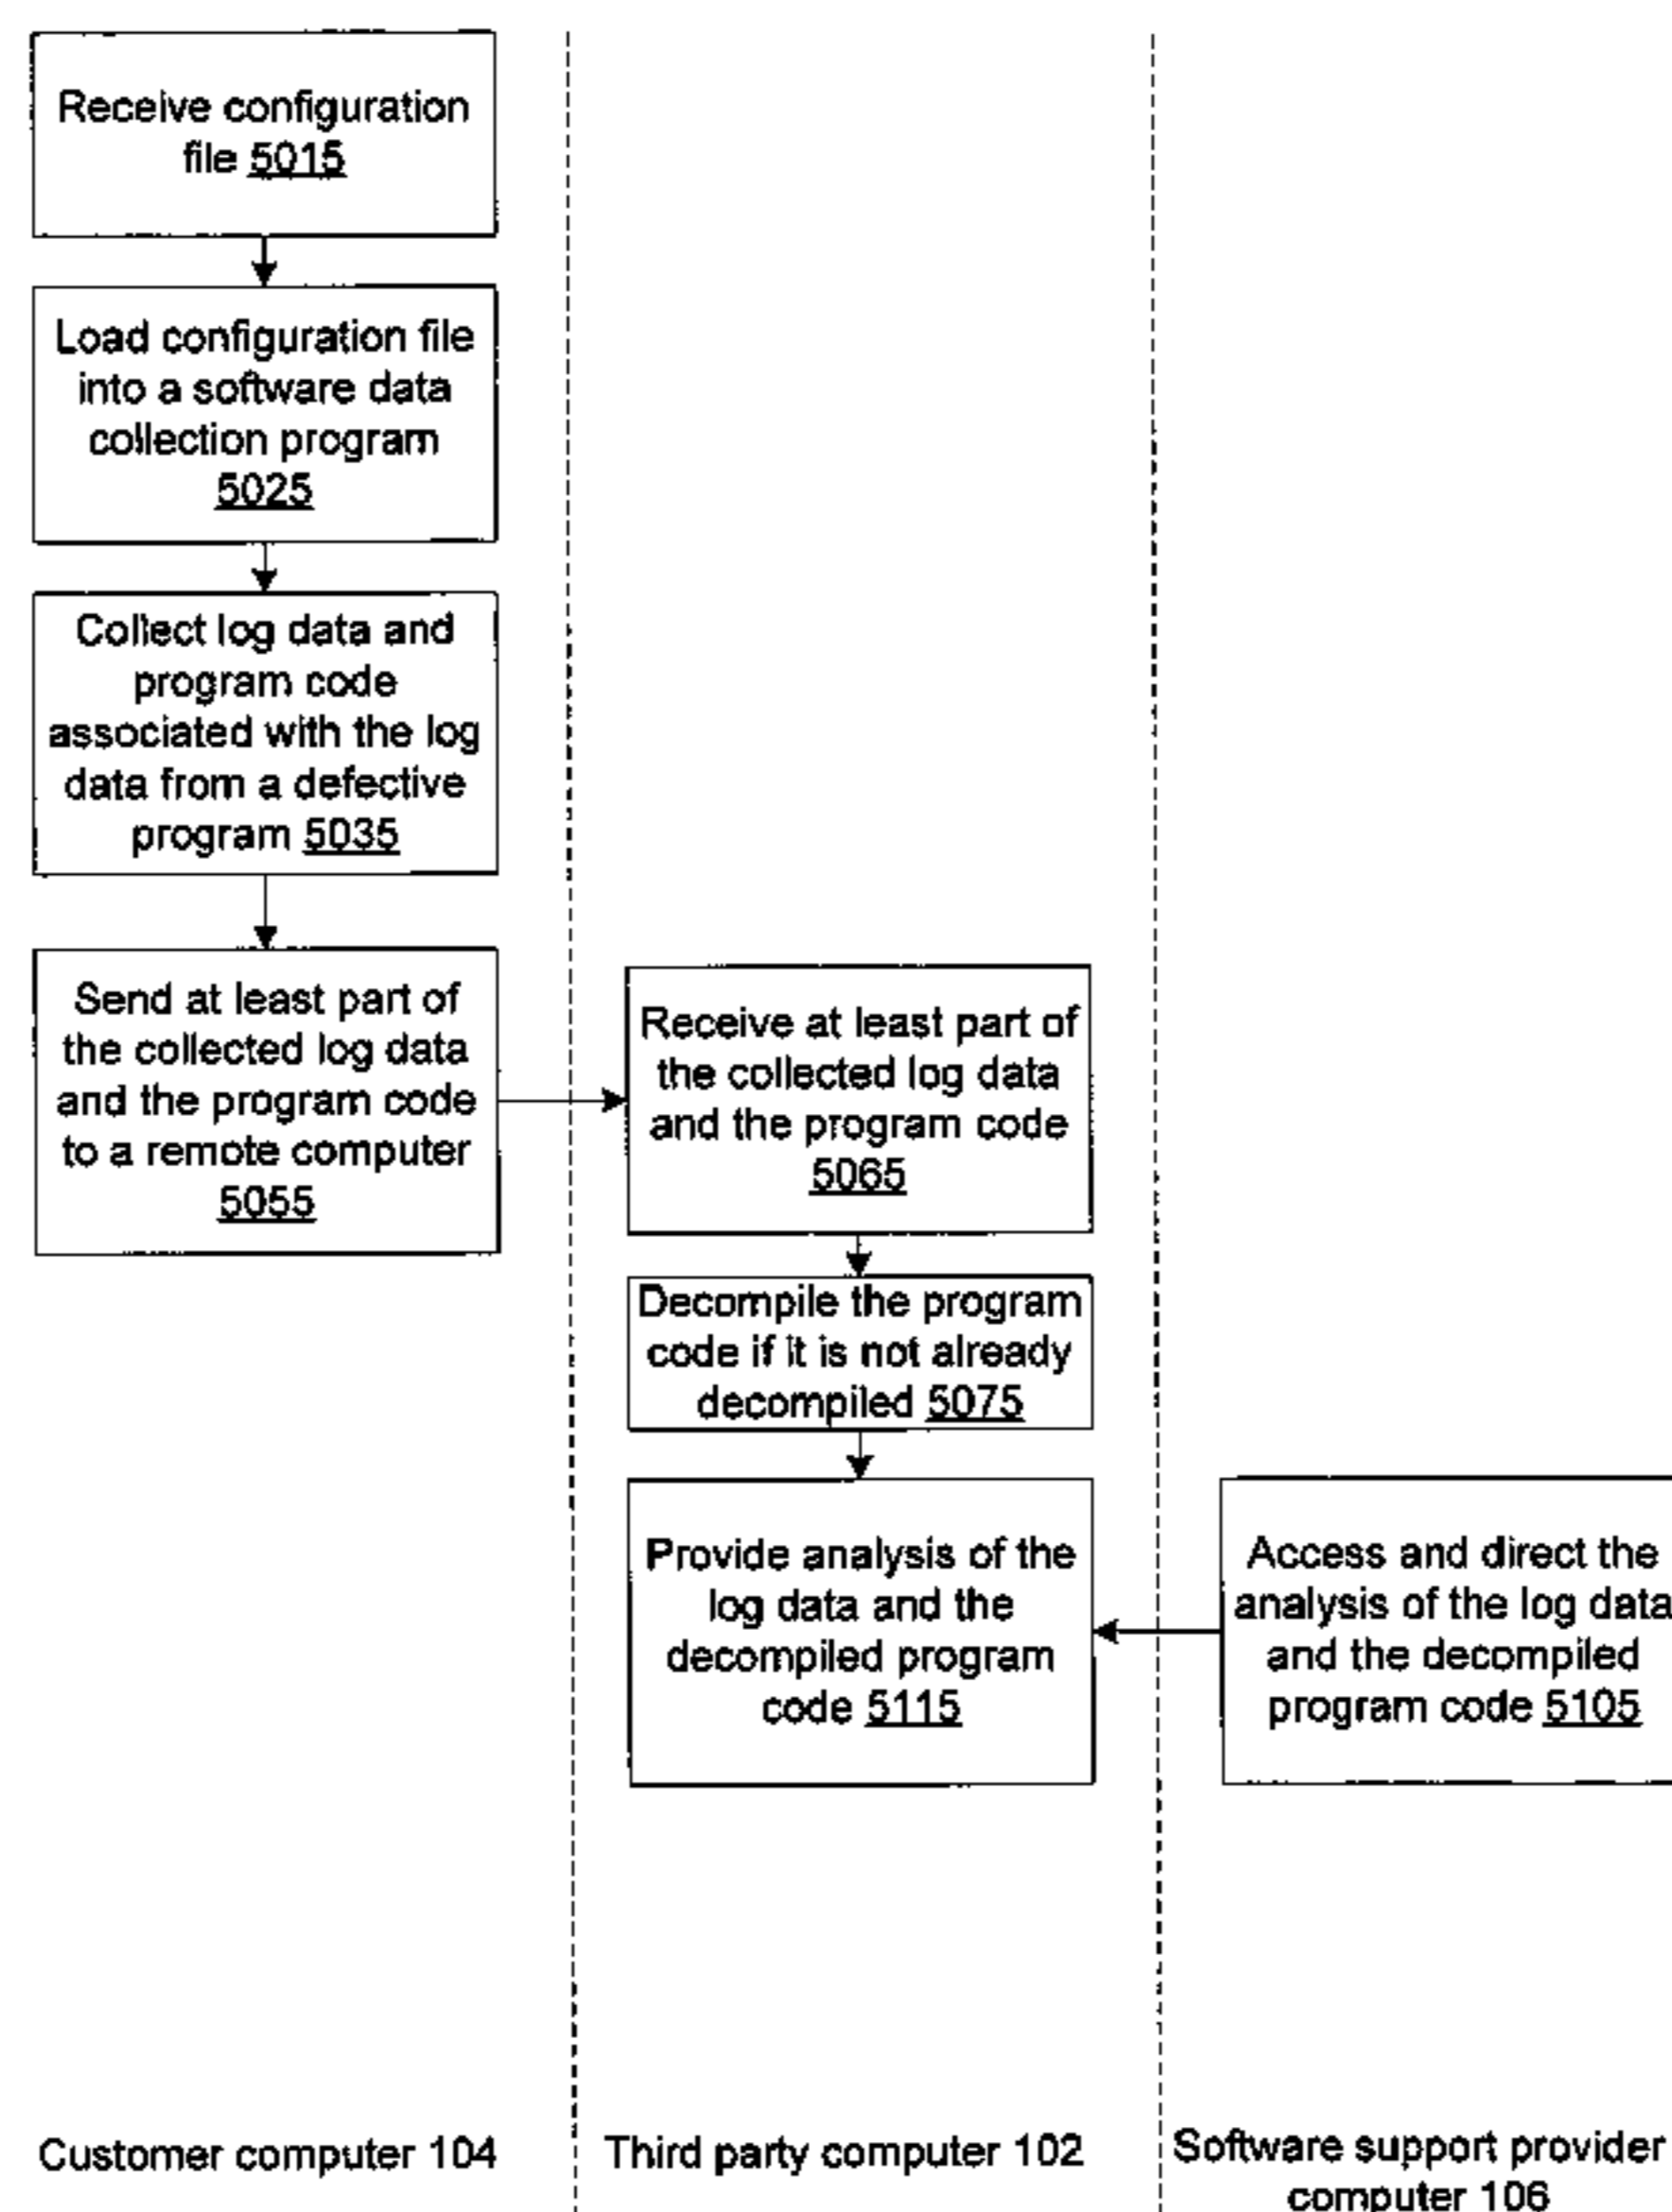 Receive configuration
file 5015
Load configuration file
into a software data
collection program
5025
Collect log data and
program code
associated with the log
data from a defective
program 5035
Send at least part of
the collected log data
and the program code
to a remote computer
5055
Receive at least part of
the collected log data
and the program code
5065
Decompile the program
code if it is not already
decompiled 5075
Provide analysis of the
log data and the
decompiled program
code 5115
Access and direct the
analysis of the log data
and the decompiled
program code 5105
Customer computer 104
Third party computer 102
Software support provider
computer 106